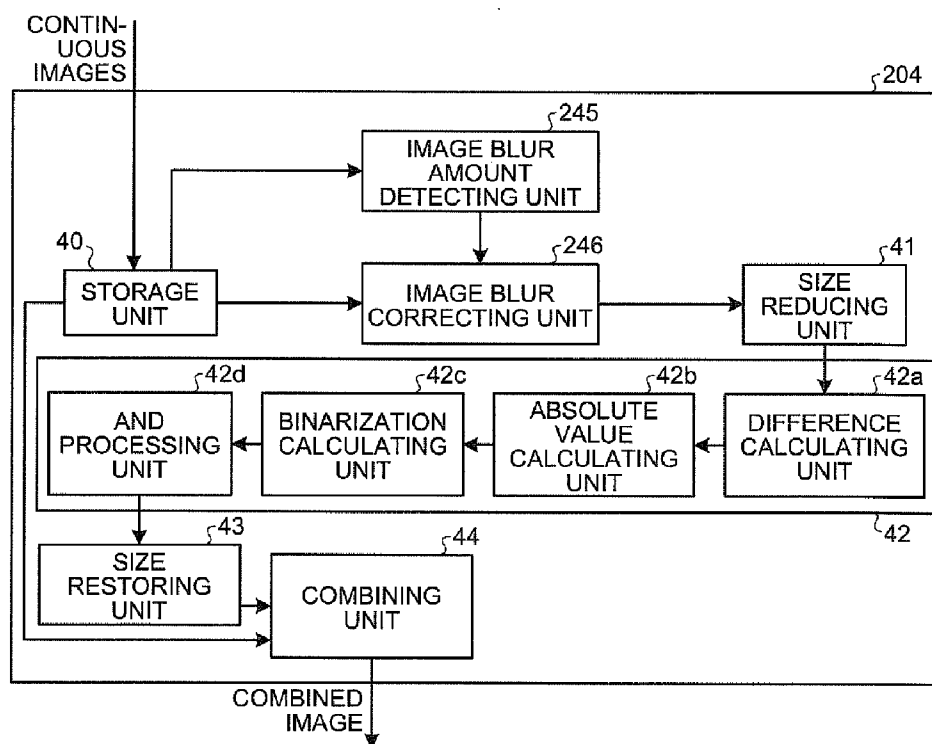 CONTIN-
UOUS
IMAGES
204
245
IMAGE BLUR
AMOUNT
DETECTING UNIT
40
STORAGE
UNIT
246
IMAGE BLUR
CORRECTING UNIT
41
SIZE
REDUCING
UNIT
42d
AND
PROCESSING
UNIT
42c
BINARIZATION
CALCULATING
UNIT
42b
ABSOLUTE
VALUE
CALCULATING
UNIT
42a
DIFFERENCE
CALCULATING
UNIT
42
43
SIZE
RESTORING
UNIT
44
COMBINING
UNIT
COMBINED
IMAGE